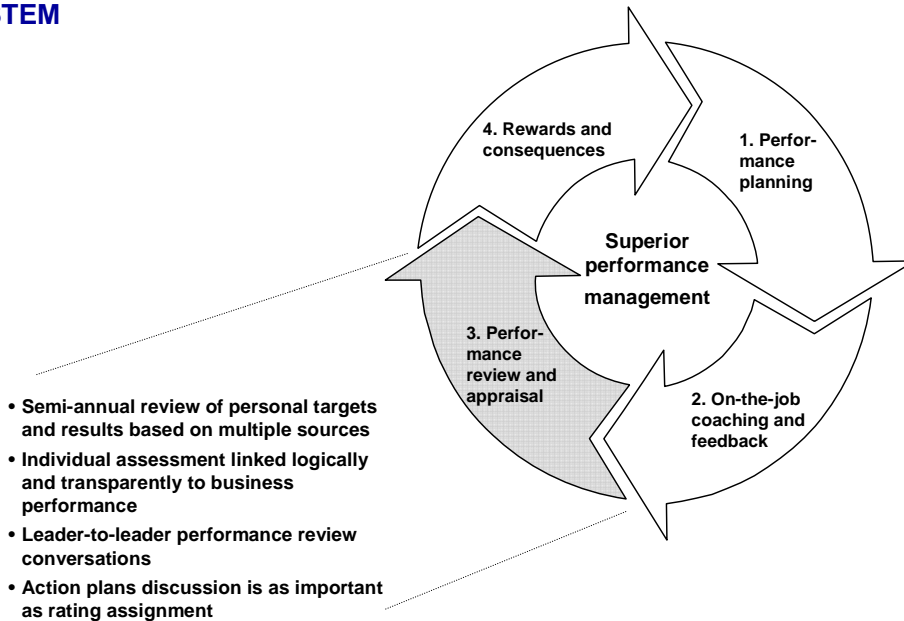 STEM
4. Rewards and
consequences
1. Perfor-
mance
planning
Superior
performance
management
3. Perfor-
mance
review and
appraisal
2. On-the-job
coaching and
feedback
• Semi-annual review of personal targets
and results based on multiple sources
• Individual assessment linked logically
and transparently to business
performance
• Leader-to-leader performance review
conversations
• Action plans discussion is as important
as rating assignment